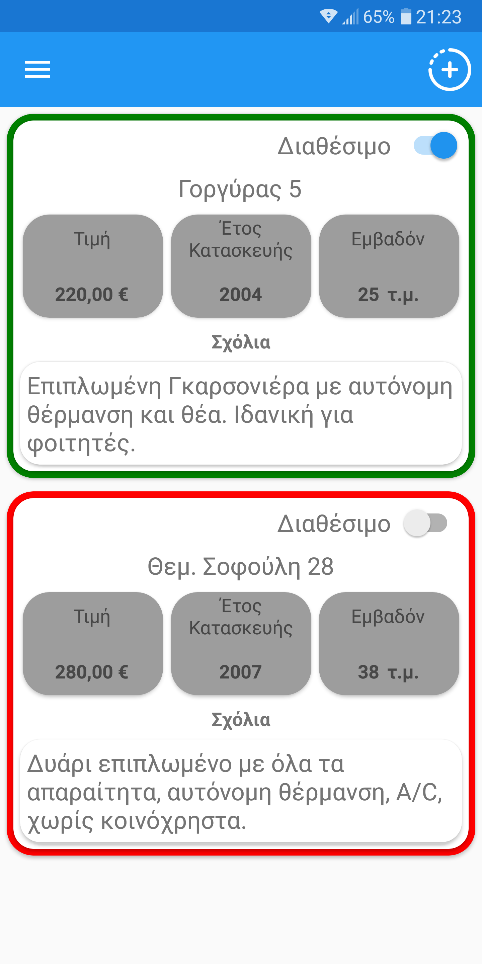 65% 21:23
Διαθέσιμο
Γοργύρας 5
Τιμή Έτος Κατασκευής Εμβαδόν
220,00 € 2004 25 τ.μ.
Σχόλια
Επιπλωμένη Γκαρσονιέρα με αυτόνομη
θέρμανση και θέα. Ιδανική για
φοιτητές.
Διαθέσιμο
Θεμ. Σοφούλη 28
Τιμή Έτος Κατασκευής Εμβαδόν
280,00 € 2007 38 τ.μ.
Σχόλια
Δυάρι επιπλωμένο με όλα τα
απαραίτητα, αυτόνομη θέρμανση, A/C,
χωρίς κοινόχρηστα.